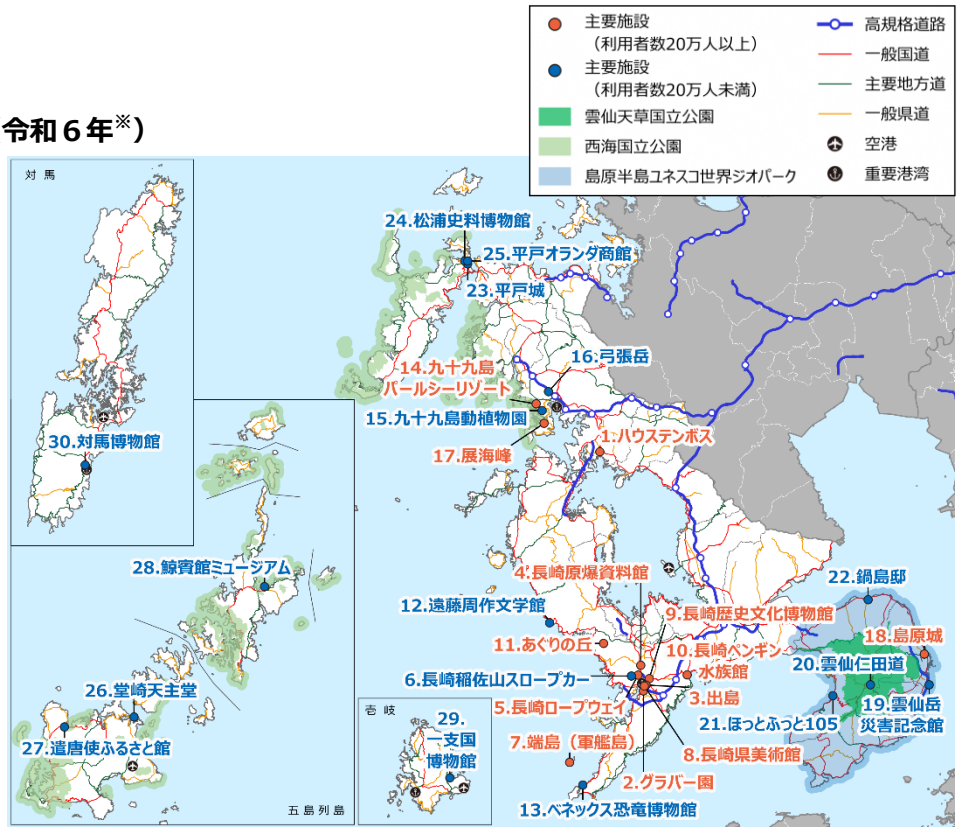 令和６年※）
主要施設
（利用者数20万人以上）
主要施設
（利用者数20万人未満）
雲仙天草国立公園
西海国立公園
島原半島ユネスコ世界ジオパーク
高規格道路
一般国道
主要地方道
一般県道
空港
重要港湾
対馬
30.対馬博物館
24.松浦史料博物館
25.平戸オランダ商館
23.平戸城
16.弓張岳
14.九十九島
パールシーリゾート
15.九十九島動植物園
17.展海峰
1.ハウステンボス
28.鯨賓館ミュージアム
26.堂崎天主堂
27.遣唐使ふるさと館
五島列島
壱岐
29.
一支国
博物館
4.長崎原爆資料館
12.遠藤周作文学館
9.長崎歴史文化博物館
11.あぐりの丘
10.長崎ペンギン
水族館
6.長崎稲佐山スロープカー
5.長崎ロープウェイ
3.出島
7.端島（軍艦島）
8.長崎県美術館
2.グラバー園
13.ベネックス恐竜博物館
22.鍋島邸
18.島原城
20.雲仙仁田道
19.雲仙岳
災害記念館
21.ほっとふっと105